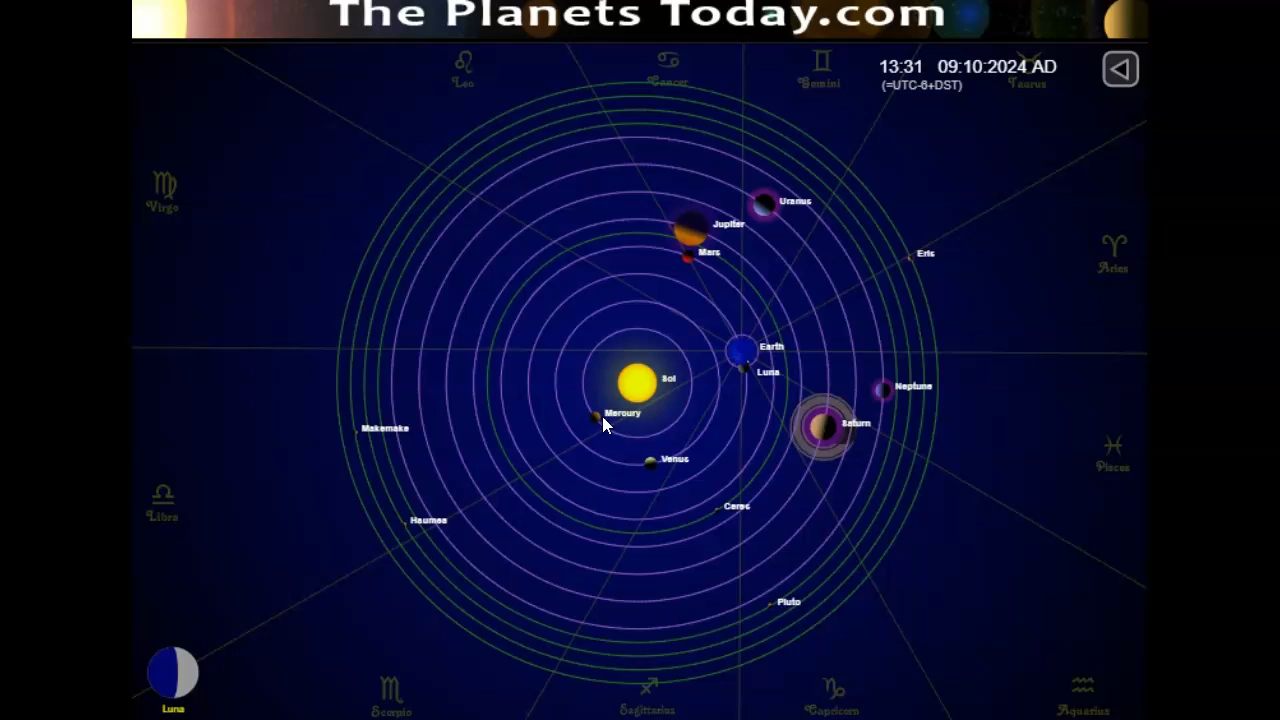 The Planets Today.com
13:31 09:10:2024 AD
(=UTC-6+DST)
Leo
Cancer
Gemini
Taurus
Virgo
Uranus
Jupiter
Mars
Eris
Aries
Earth
Luna
Sol
Neptune
Mercury
Saturn
Makemake
Venus
Pisces
Libra
Ceres
Haumea
Pluto
Luna
Scorpio
Sagittarius
Capricorn
Aquarius